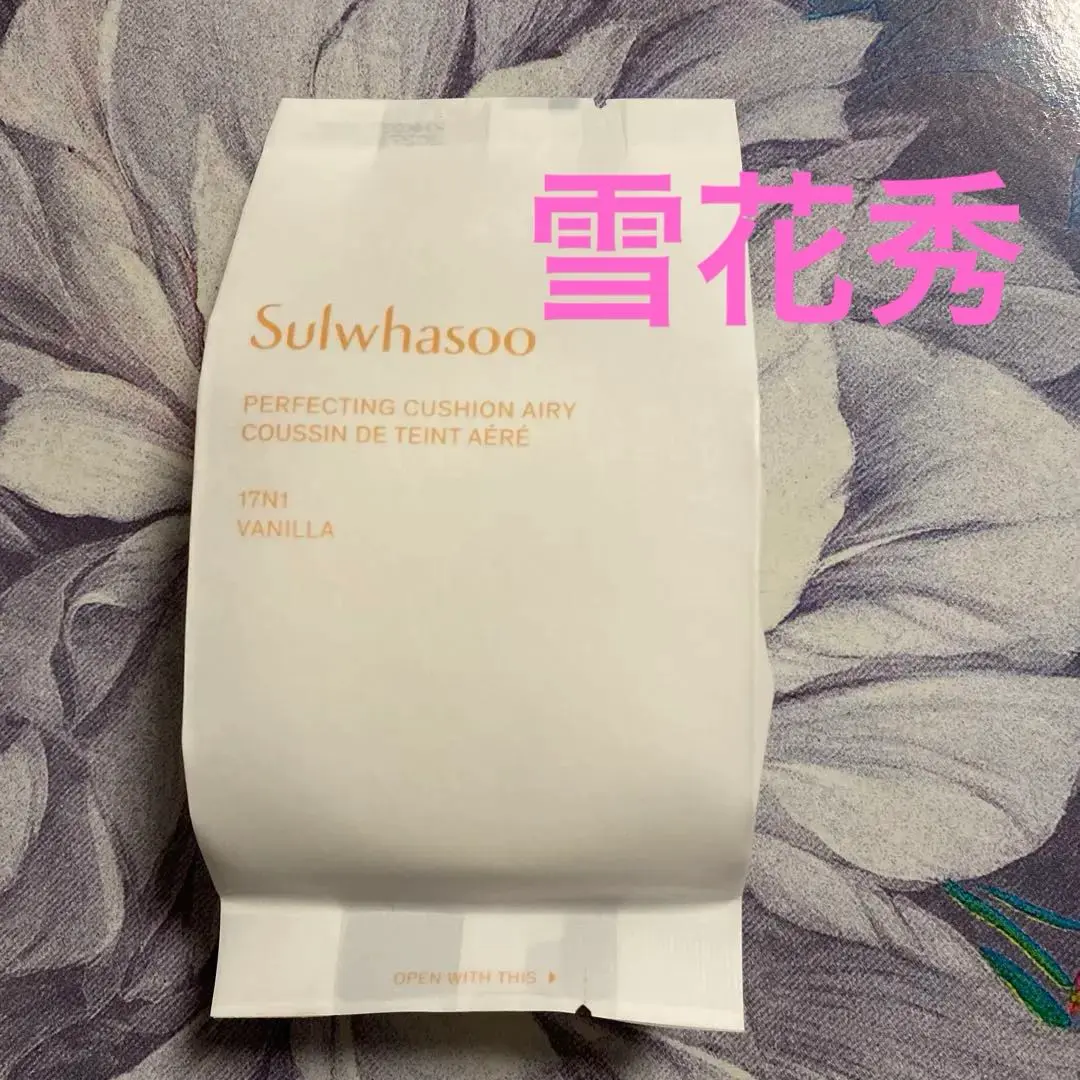 雪花秀
Sulwhasoo
PERFECTING CUSHION AIRY
COUSSIN DE TEINT AÉRÉ
17N1
VANILLA
OPEN WITH THIS